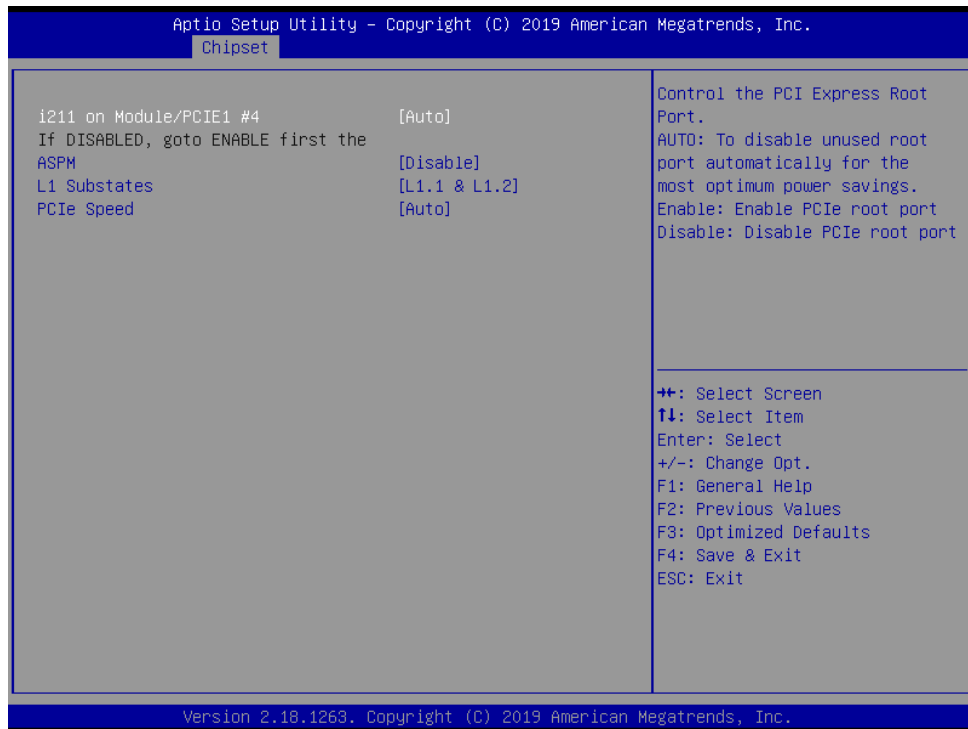 Aptio Setup Utility – Copyright (C) 2019 American Megatrends, Inc.
Chipset
i211 on Module/PCIE1 #4 [Auto]
If DISABLED, goto ENABLE first the
ASPM [Disable]
L1 Substates [L1.1 & L1.2]
PCIe Speed [Auto]
Control the PCI Express Root
Port.
AUTO: To disable unused root
port automatically for the
most optimum power savings.
Enable: Enable PCIe root port
Disable: Disable PCIe root port
→←: Select Screen
↑↓: Select Item
Enter: Select
+/-: Change Opt.
F1: General Help
F2: Previous Values
F3: Optimized Defaults
F4: Save & Exit
ESC: Exit
Version 2.18.1263. Copyright (C) 2019 American Megatrends, Inc.